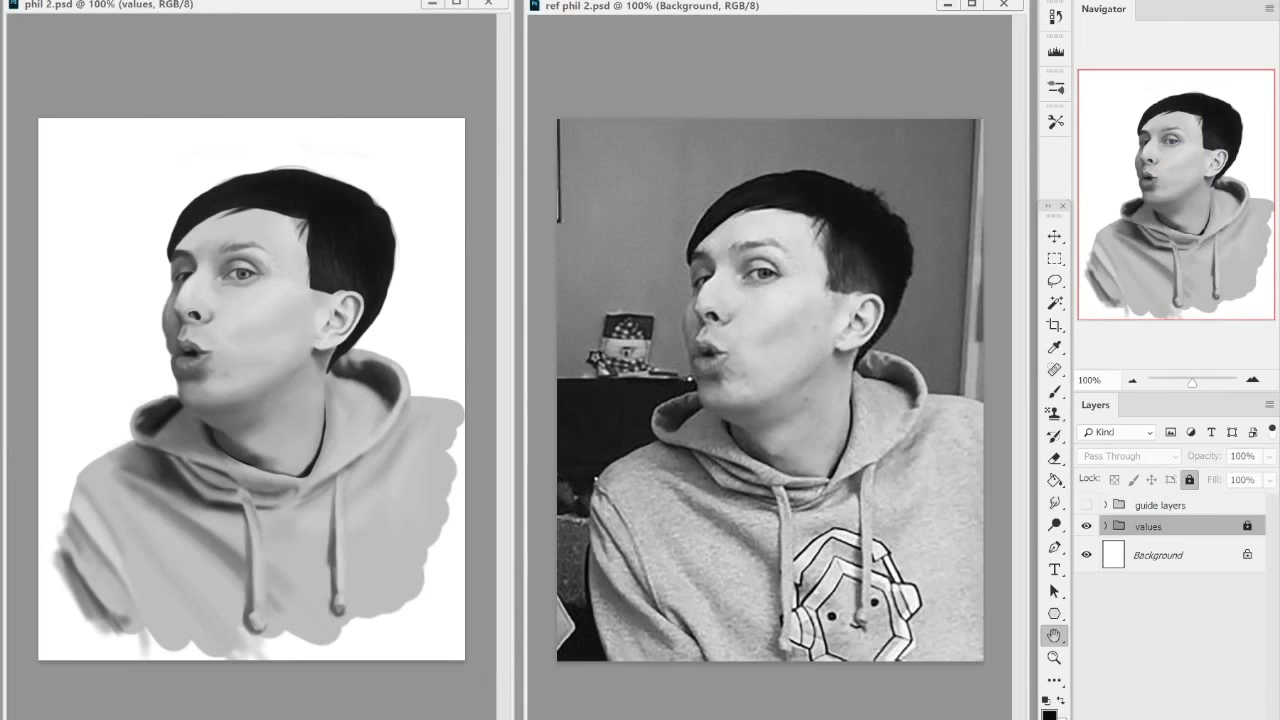 phil 2.psd @ 100% (values, RGB/8)
ref phil 2.psd @ 100% (Background, RGB/8)
Navigator
100%
Layers
Kind
Pass Through
Opacity: 100%
Lock:
Fill: 100%
guide layers
values
Background